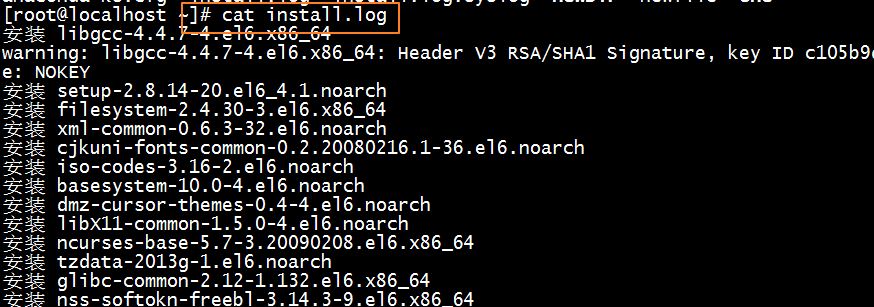 [root@localhost ~]# cat install.log
安装 libgcc-4.4.7-4.el6.x86_64
warning: libgcc-4.4.7-4.el6.x86_64: Header V3 RSA/SHA1 Signature, key ID c105b9
e: NOKEY
安装 setup-2.8.14-20.el6_4.1.noarch
安装 filesystem-2.4.30-3.el6.x86_64
安装 xml-common-0.6.3-32.el6.noarch
安装 cjkuni-fonts-common-0.2.20080216.1-36.el6.noarch
安装 iso-codes-3.16-2.el6.noarch
安装 basesystem-10.0-4.el6.noarch
安装 dmz-cursor-themes-0.4-4.el6.noarch
安装 libX11-common-1.5.0-4.el6.noarch
安装 ncurses-base-5.7-3.20090208.el6.x86_64
安装 tzdata-2013g-1.el6.noarch
安装 glibc-common-2.12-1.132.el6.x86_64
安装 nss-softokn-freebl-3.14.3-9.el6.x86_64